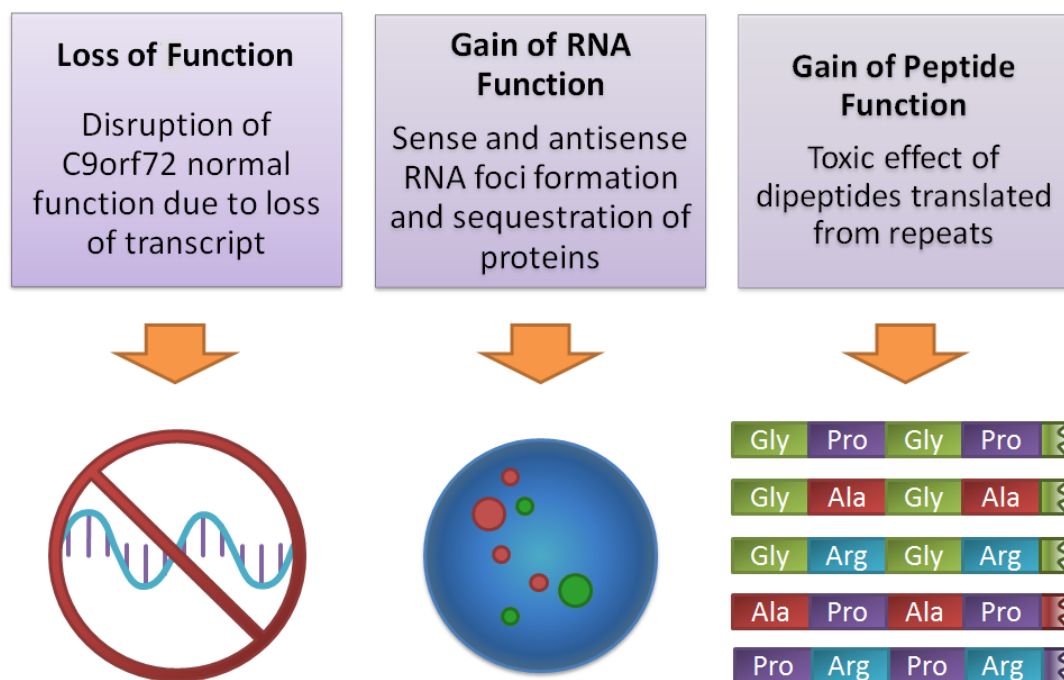 Loss of Function
Disruption of
C9orf72 normal
function due to loss
of transcript
Gain of RNA
Function
Sense and antisense
RNA foci formation
and sequestration of
proteins
Gain of Peptide
Function
Toxic effect of
dipeptides translated
from repeats
Gly Pro Gly Pro
Gly Ala Gly Ala
Gly Arg Gly Arg
Ala Pro Ala Pro
Pro Arg Pro Arg